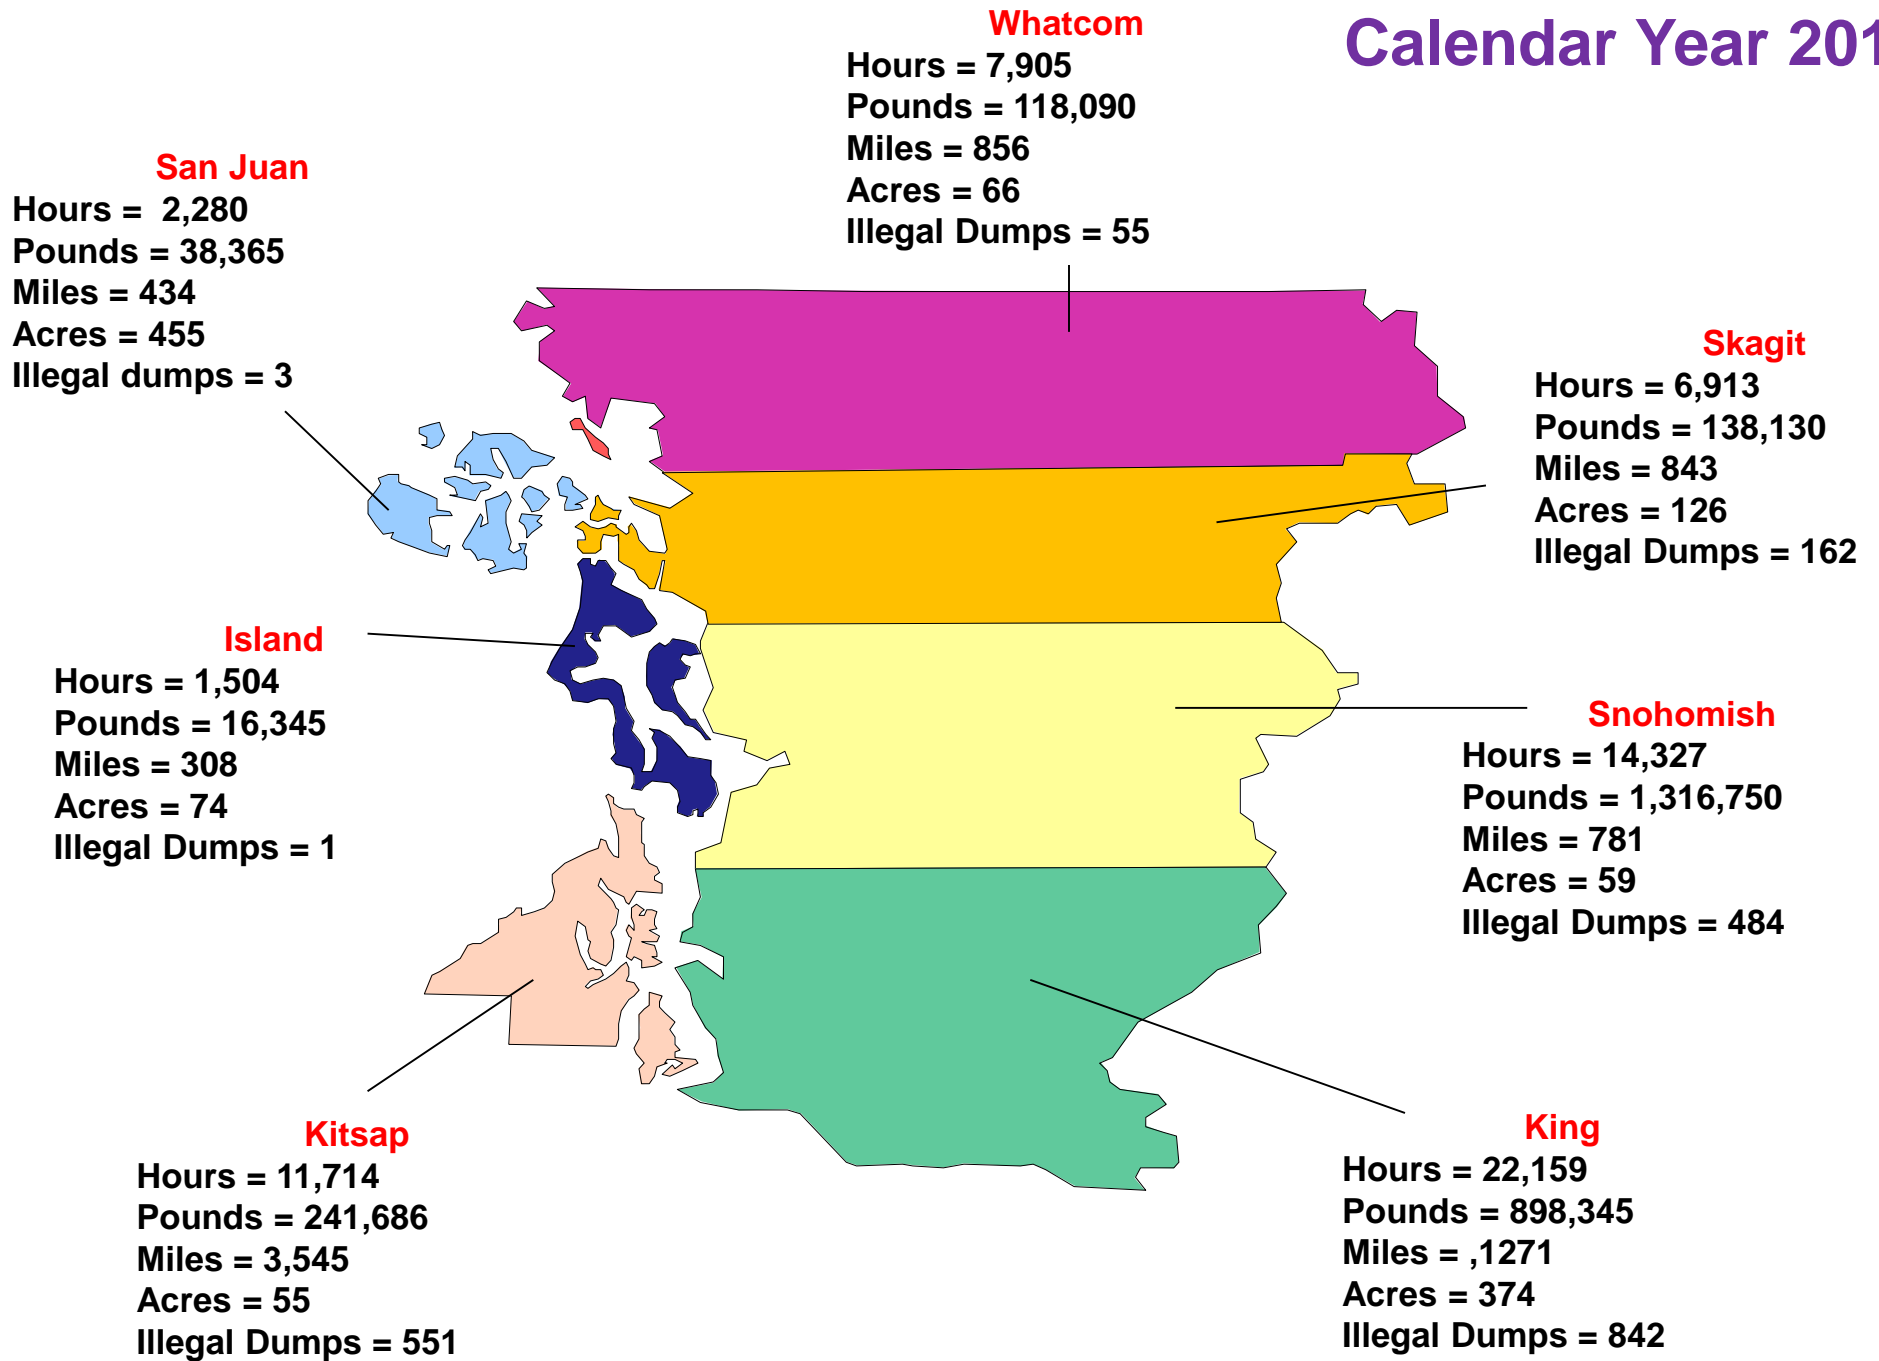 Calendar Year 201
Whatcom
Hours = 7,905
Pounds = 118,090
Miles = 856
Acres = 66
Illegal Dumps = 55
San Juan
Hours =  2,280
Pounds = 38,365
Miles = 434
Acres = 455
Illegal dumps = 3
Skagit
Hours = 6,913
Pounds = 138,130
Miles = 843
Acres = 126
Illegal Dumps = 162
Island
Hours = 1,504
Pounds = 16,345
Miles = 308
Acres = 74
Illegal Dumps = 1
Snohomish
Hours = 14,327
Pounds = 1,316,750
Miles = 781
Acres = 59
Illegal Dumps = 484
Kitsap
Hours = 11,714
Pounds = 241,686
Miles = 3,545
Acres = 55
Illegal Dumps = 551
King
Hours = 22,159
Pounds = 898,345
Miles = ,1271
Acres = 374
Illegal Dumps = 842